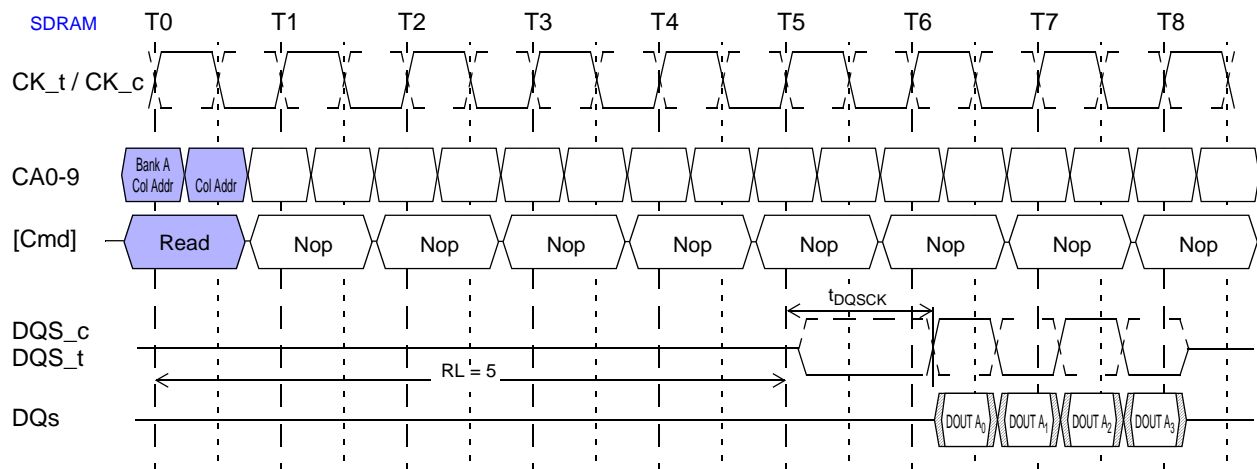 SDRAM T0 T1 T2 T3 T4 T5 T6 T7 T8
CK_t / CK_c
CA0-9 Bank A Col Addr Col Addr
[Cmd] Read Nop Nop Nop Nop Nop Nop Nop Nop
tDQSCK
DQS_c
DQS_t
RL = 5
DQs DOUT A0 DOUT A1 DOUT A2 DOUT A3